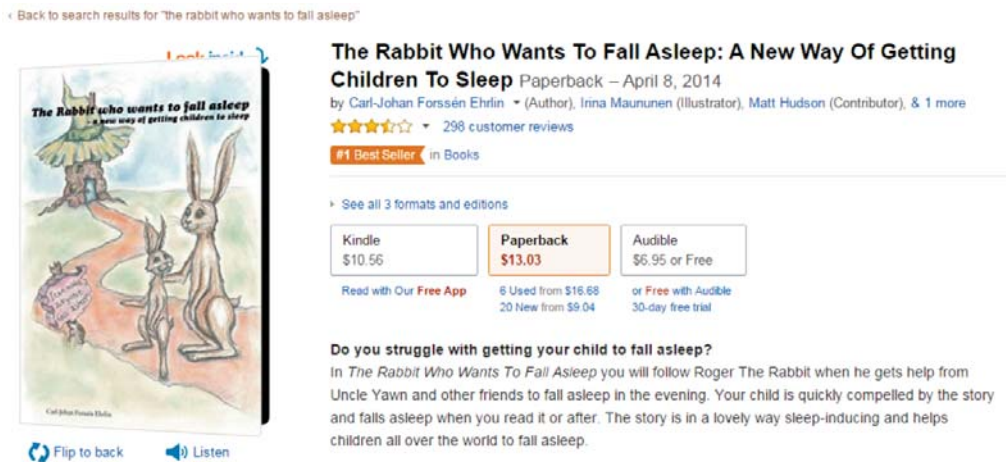 ‹ Back to search results for "the rabbit who wants to fall asleep"
Look inside
The Rabbit who wants to fall asleep
- a new way of getting children to sleep
Carl-Johan Forssén Ehrlin
Flip to back
Listen
The Rabbit Who Wants To Fall Asleep: A New Way Of Getting
Children To Sleep Paperback – April 8, 2014
by Carl-Johan Forssén Ehrlin (Author), Irina Maununen (Illustrator), Matt Hudson (Contributor), & 1 more
298 customer reviews
#1 Best Seller in Books
See all 3 formats and editions
Kindle
$10.56
Paperback
$13.03
Audible
$6.95 or Free
Read with Our Free App
6 Used from $16.68
20 New from $9.04
or Free with Audible
30-day free trial
Do you struggle with getting your child to fall asleep?
In The Rabbit Who Wants To Fall Asleep you will follow Roger The Rabbit when he gets help from
Uncle Yawn and other friends to fall asleep in the evening. Your child is quickly compelled by the story
and falls asleep when you read it or after. The story is in a lovely way sleep-inducing and helps
children all over the world to fall asleep.